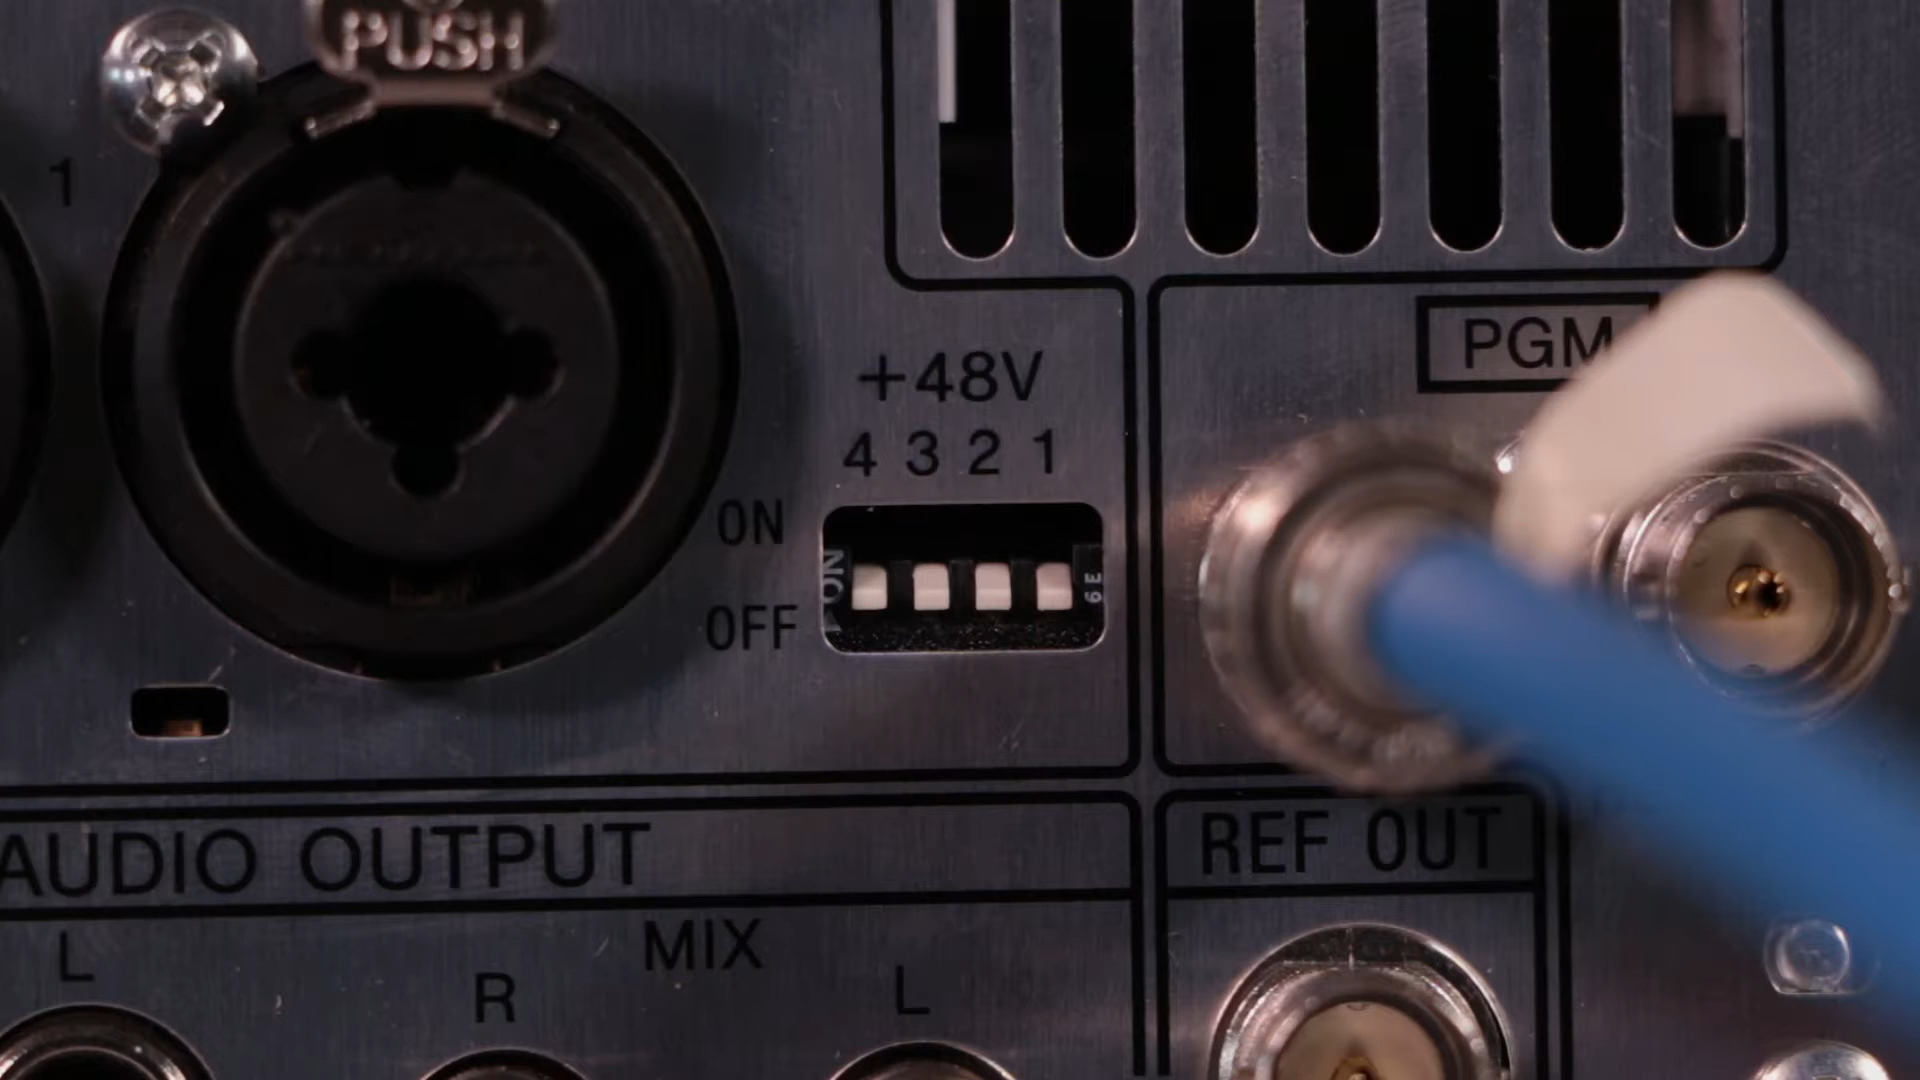 PUSH
1
+48V
4 3 2 1
ON
OFF
ON
PGM
AUDIO OUTPUT
REF OUT
MIX
L
R
L